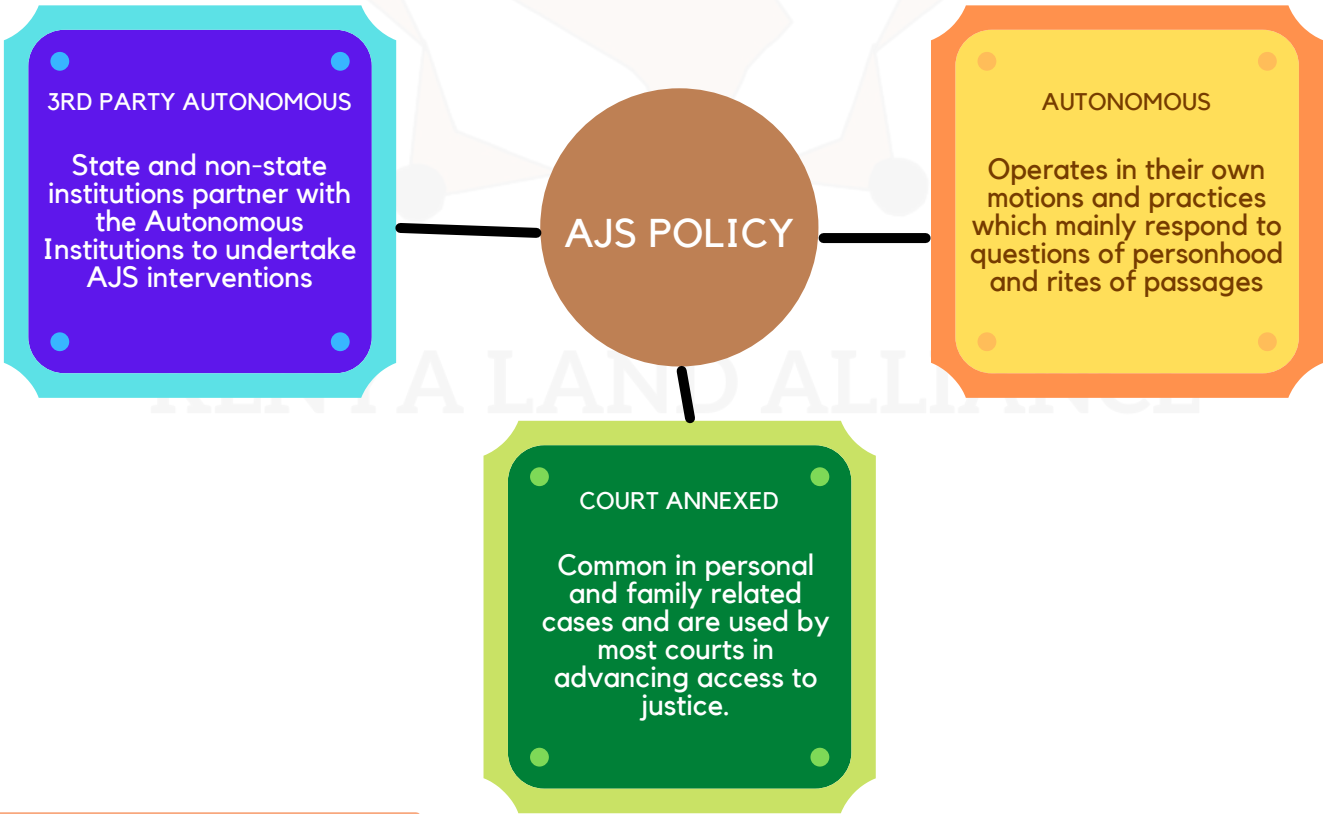 3RD PARTY AUTONOMOUS
State and non-state
institutions partner with
the Autonomous
Institutions to undertake
AJS interventions
AJS POLICY
AUTONOMOUS
Operates in their own
motions and practices
which mainly respond to
questions of personhood
and rites of passages
KENYA LAND ALLIANCE
COURT ANNEXED
Common in personal
and family related
cases and are used by
most courts in
advancing access to
justice.